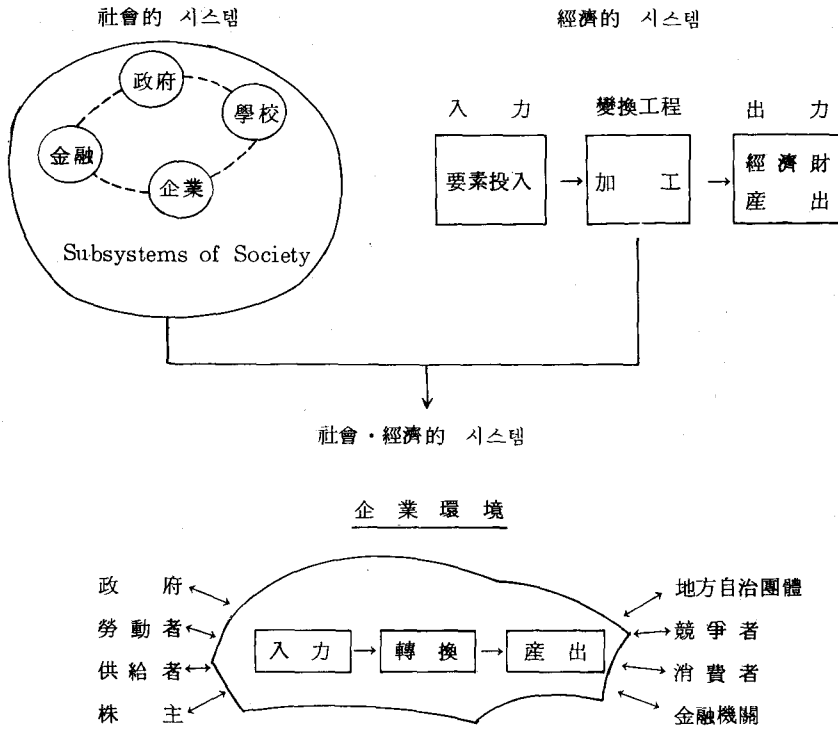 社會的 시스템
經濟的 시스템
政府
學校
金融
企業
Subsystems of Society
入 力
變換工程
出 力
要素投入
→
加 工
→
經 濟 財
産 出
社會・經濟的 시스템
企 業 環 境
政 府
勞 動 者
供 給 者
株 主
入 力
→
轉 換
→
産 出
地方自治團體
競 爭 者
消 費 者
金融機關